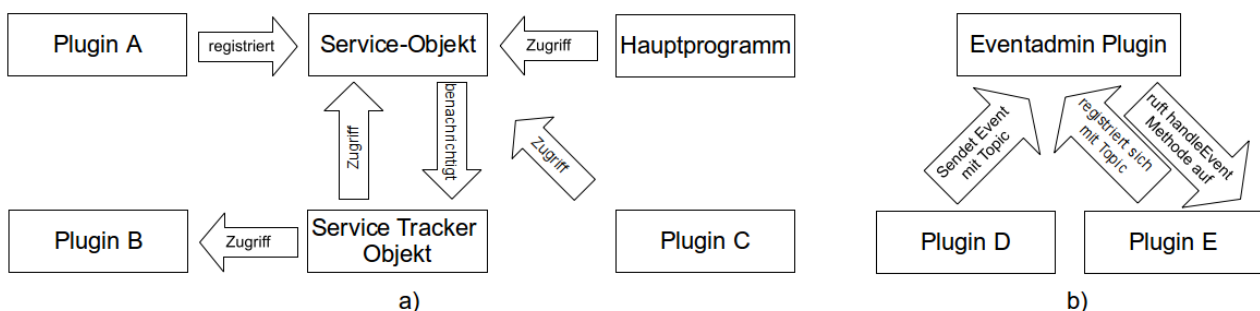 Plugin A
registriert
Service-Objekt
Zugriff
Hauptprogramm
Zugriff
benachrichtigt
Zugriff
Plugin B
Zugriff
Service Tracker
Objekt
Plugin C
a)
Eventadmin Plugin
Sendet Event
mit Topic
registriert sich
mit Topic
ruft handleEvent
Methode auf
Plugin D
Plugin E
b)